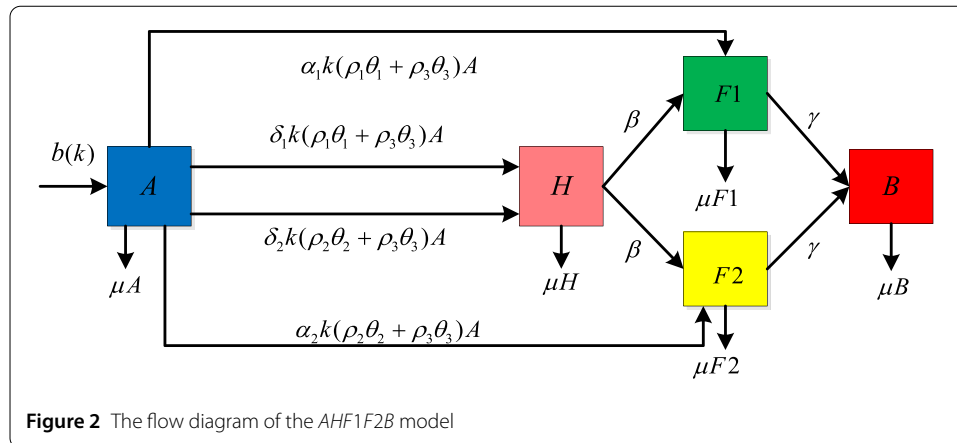 α₁k(ρ₁θ₁ + ρ₃θ₃)A
F1
δ₁k(ρ₁θ₁ + ρ₃θ₃)A
β
γ
b(k)
A
H
μF1
B
δ₂k(ρ₂θ₂ + ρ₃θ₃)A
β
γ
μA
μH
F2
μB
α₂k(ρ₂θ₂ + ρ₃θ₃)A
μF2
Figure 2 The flow diagram of the AHF1F2B model